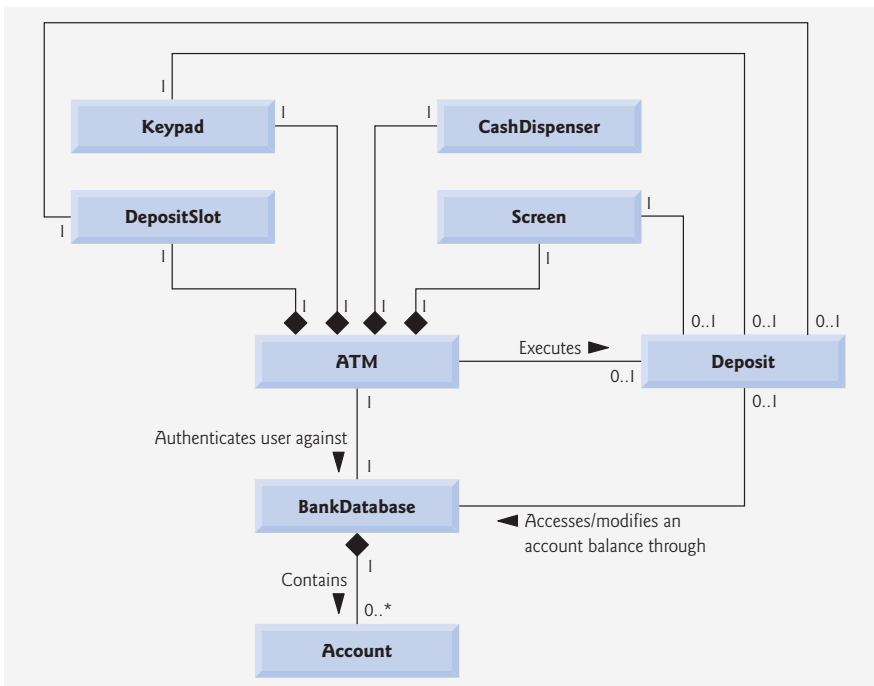 1
1
1
Keypad
CashDispenser
1
DepositSlot
Screen
1
1
1
1
1
1
1
0..1
0..1
0..1
Executes
ATM
Deposit
0..1
1
0..1
Authenticates user against
1
BankDatabase
Accesses/modifies an
account balance through
1
Contains
0..*
Account